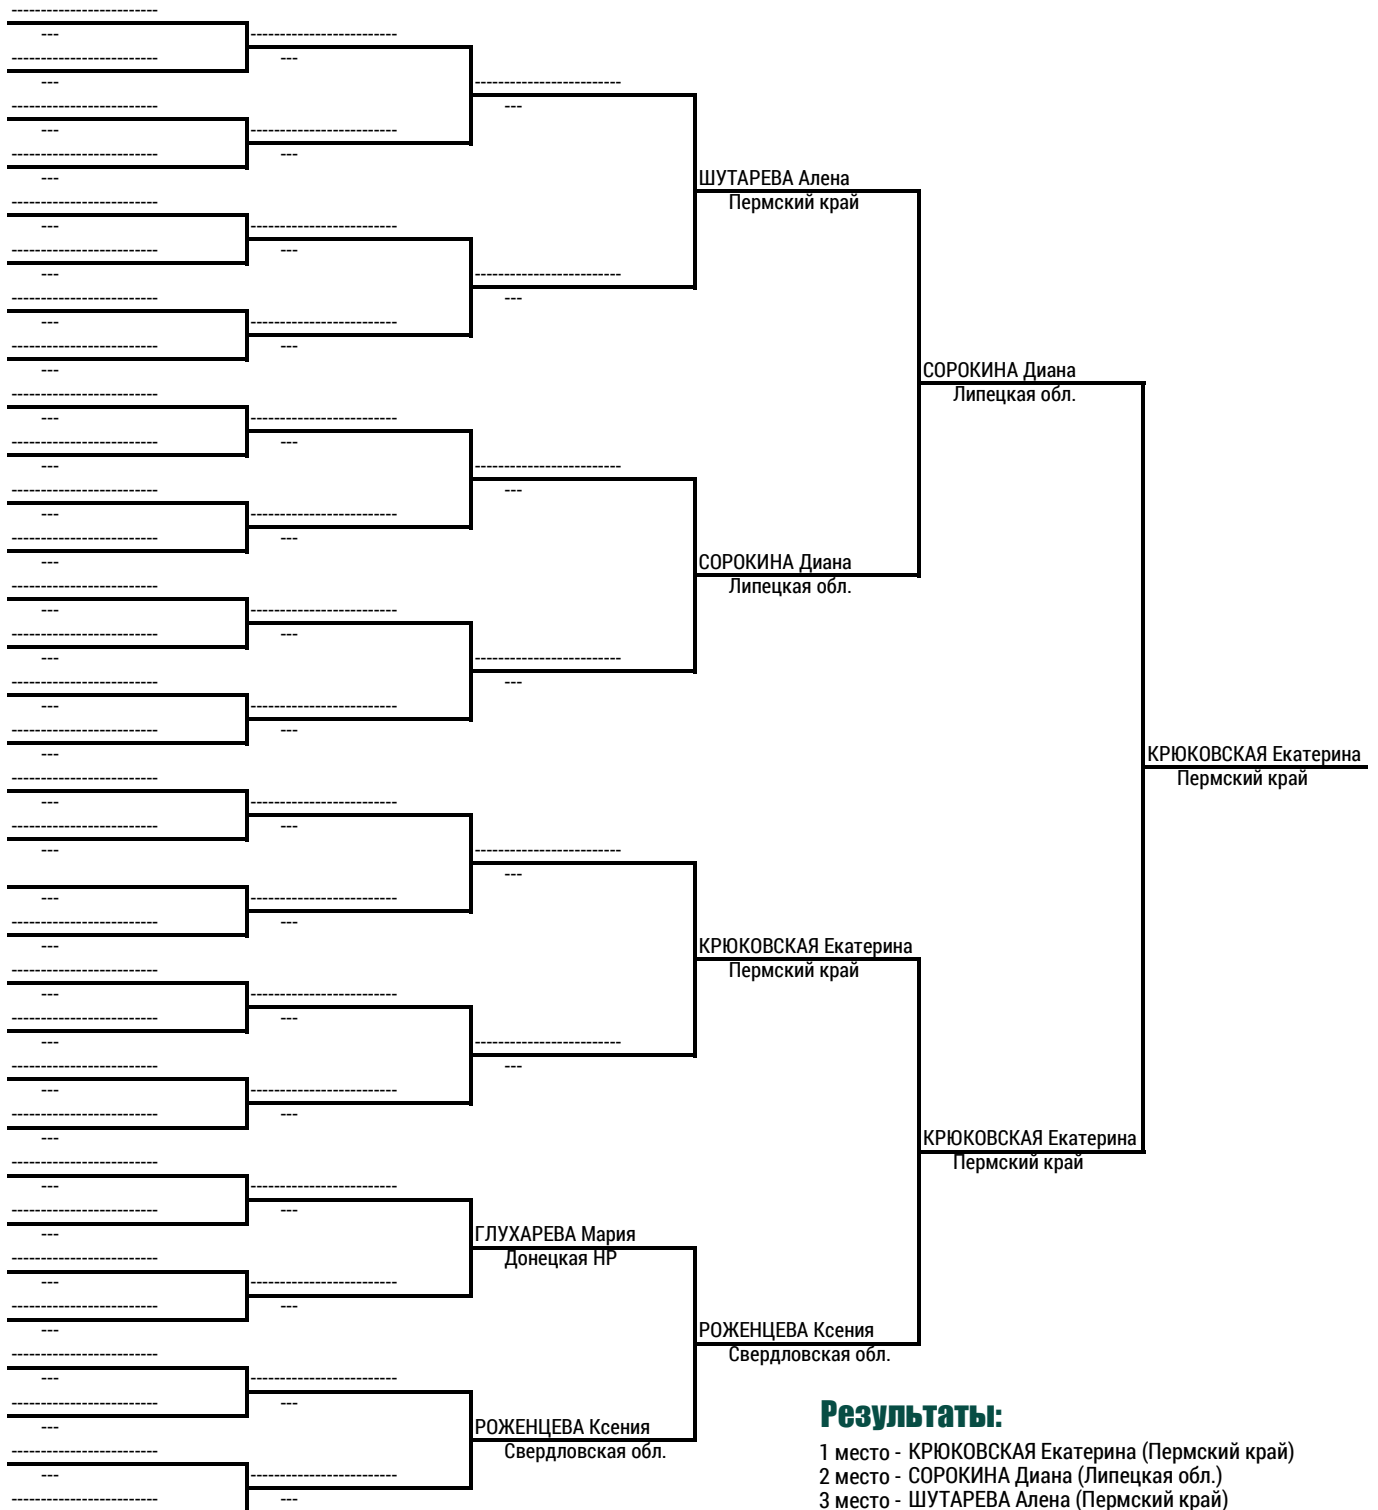 ШУТАРЕВА Алена
Пермский край
СОРОКИНА Диана
Липецкая обл.
СОРОКИНА Диана
Липецкая обл.
КРЮКОВСКАЯ Екатерина
Пермский край
КРЮКОВСКАЯ Екатерина
Пермский край
КРЮКОВСКАЯ Екатерина
Пермский край
ГЛУХАРЕВА Мария
Донецкая НР
РОЖЕНЦЕВА Ксения
Свердловская обл.
РОЖЕНЦЕВА Ксения
Свердловская обл.
Результаты:
1 место - КРЮКОВСКАЯ Екатерина (Пермский край)
2 место - СОРОКИНА Диана (Липецкая обл.)
3 место - ШУТАРЕВА Алена (Пермский край)